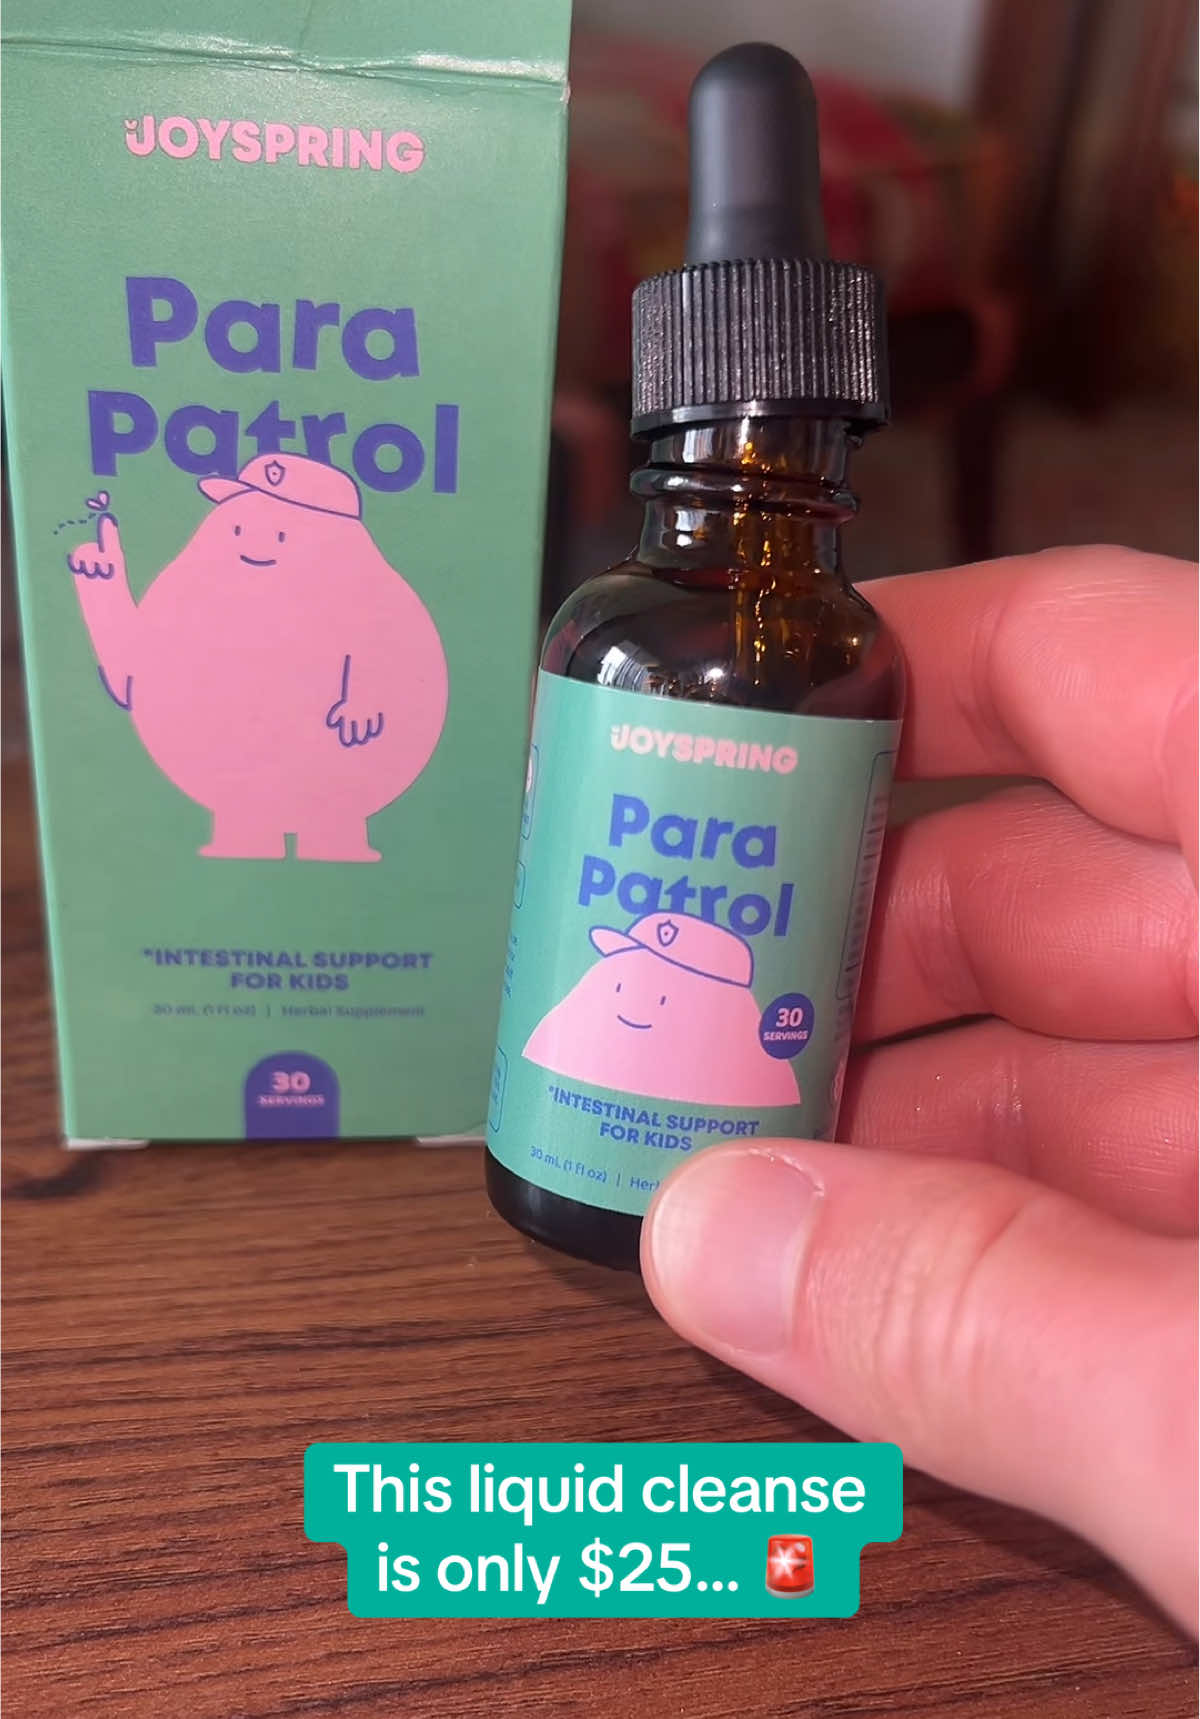 JOYSPRING
Para
Patrol
*INTESTINAL SUPPORT
FOR KIDS
30 mL (1 fl oz) | Herbal Supplement
30
SERVINGS
JOYSPRING
Para
Patrol
30
SERVINGS
*INTESTINAL SUPPORT
FOR KIDS
30 mL (1 fl oz) | Her
This liquid cleanse
is only $25... 🚨